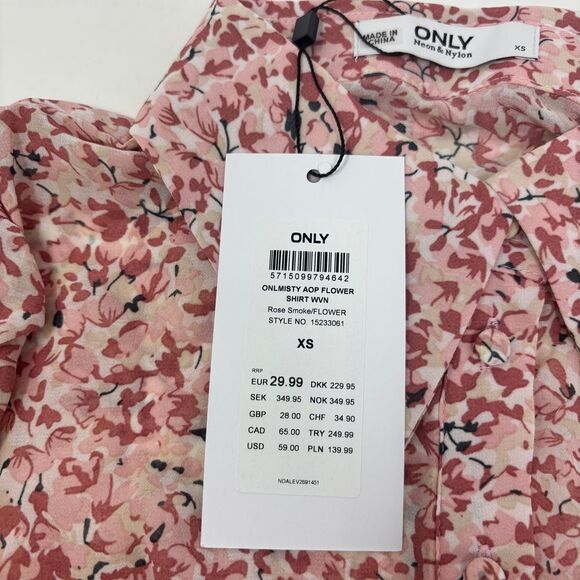 MADE IN
CHINA
ONLY
Neon & Nylon
XS
ONLY
5715099794642
ONLMISTY AOP FLOWER
SHIRT WVN
Rose Smoke/FLOWER
STYLE NO. 15233061
XS
RRP
EUR 29.99 DKK 229.95
SEK 349.95 NOK 349.95
GBP 28.00 CHF 34.90
CAD 65.00 TRY 249.99
USD 59.00 PLN 139.99
NDALEV2691451